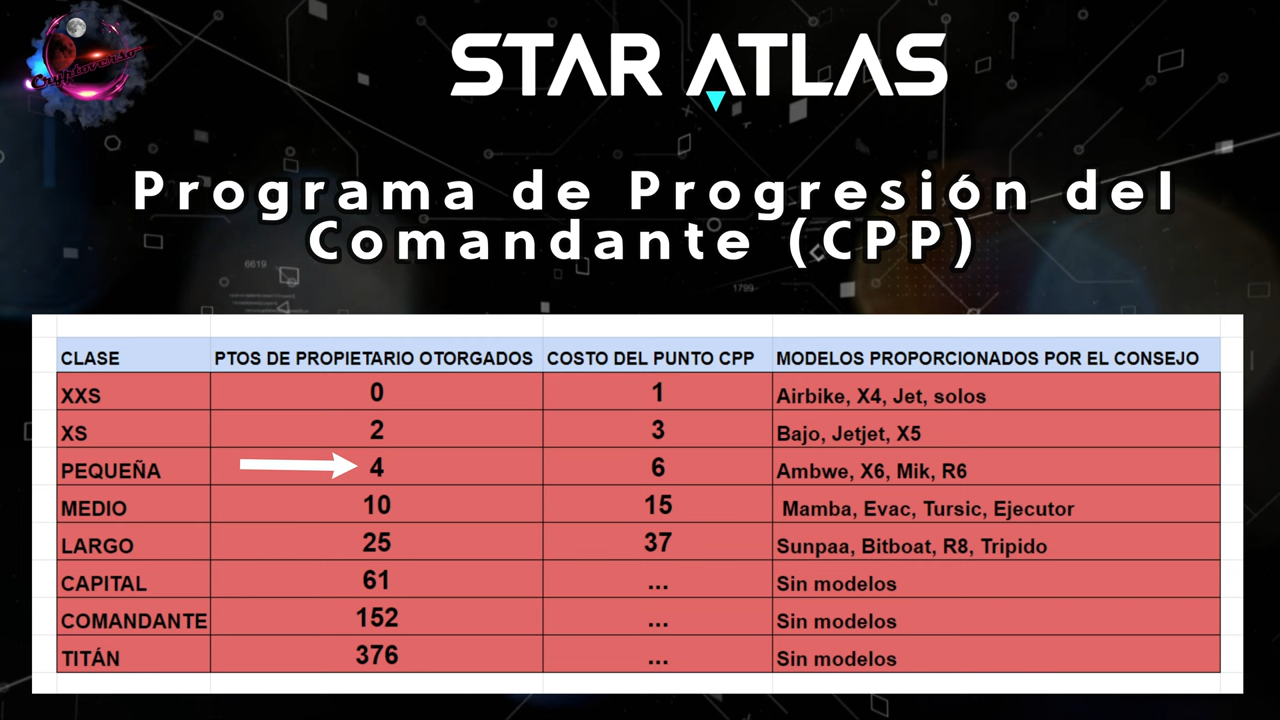 Cryptoverso
STAR ATLAS
Programa de Progresión del
Comandante (CPP)
6619
1799
CLASE PTOS DE PROPIETARIO OTORGADOS COSTO DEL PUNTO CPP MODELOS PROPORCIONADOS POR EL CONSEJO
XXS 0 1 Airbike, X4, Jet, solos
XS 2 3 Bajo, Jetjet, X5
PEQUEÑA 4 6 Ambwe, X6, Mik, R6
MEDIO 10 15 Mamba, Evac, Tursic, Ejecutor
LARGO 25 37 Sunpaa, Bitboat, R8, Tripido
CAPITAL 61 ... Sin modelos
COMANDANTE 152 ... Sin modelos
TITÁN 376 ... Sin modelos